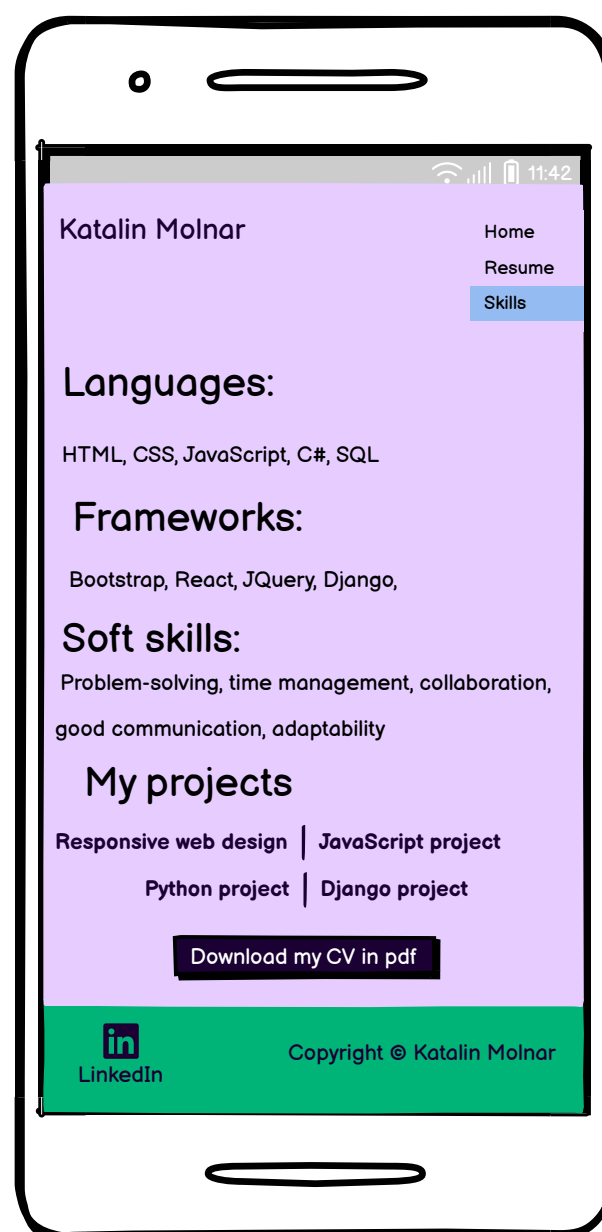 11:42
Katalin Molnar
Home
Resume
Skills
Languages:
HTML, CSS, JavaScript, C#, SQL
Frameworks:
Bootstrap, React, JQuery, Django,
Soft skills:
Problem-solving, time management, collaboration,
good communication, adaptability
My projects
Responsive web design | JavaScript project
Python project | Django project
Download my CV in pdf
in
LinkedIn
Copyright © Katalin Molnar